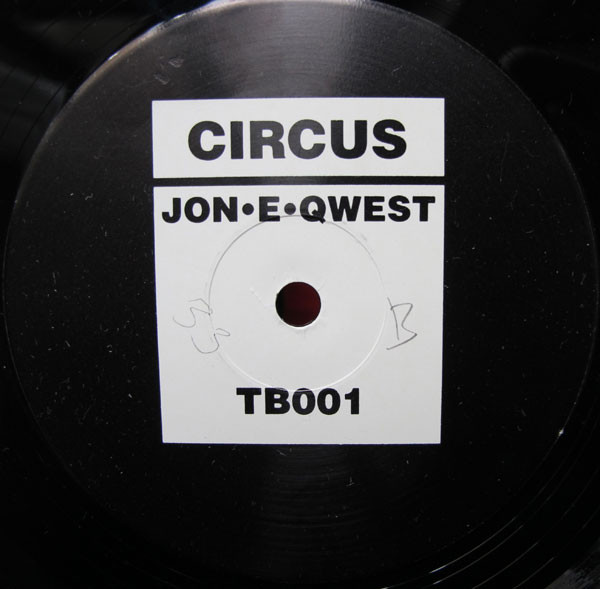 CIRCUS
JON•E•QWEST
33 B
TB001